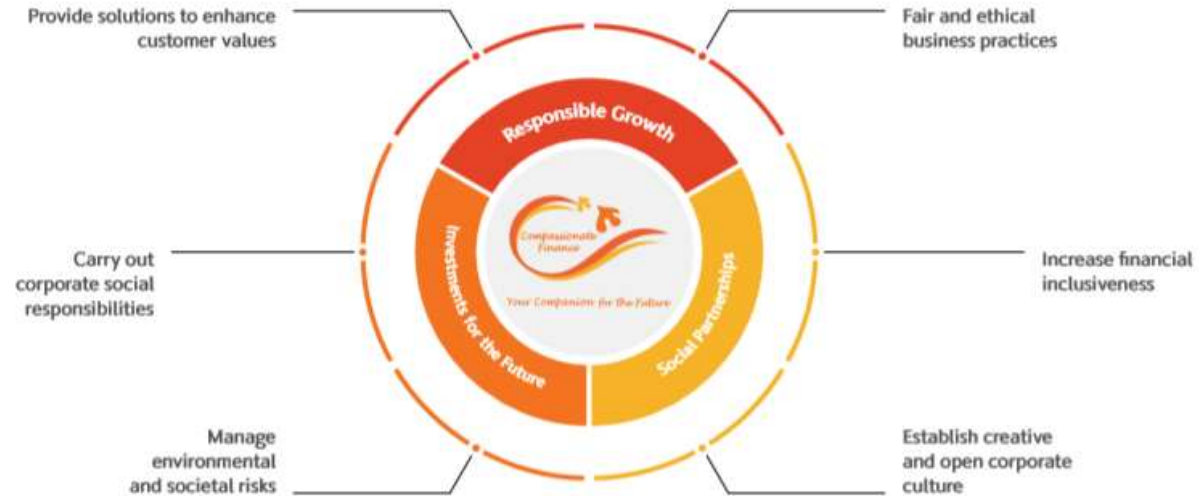 Provide solutions to enhance
customer values
Fair and ethical
business practices
Responsible Growth
Compassionate
Finance
Your Companion for the Future
Investments for the Future
Social Partnerships
Carry out
corporate social
responsibilities
Increase financial
inclusiveness
Manage
environmental
and societal risks
Establish creative
and open corporate
culture